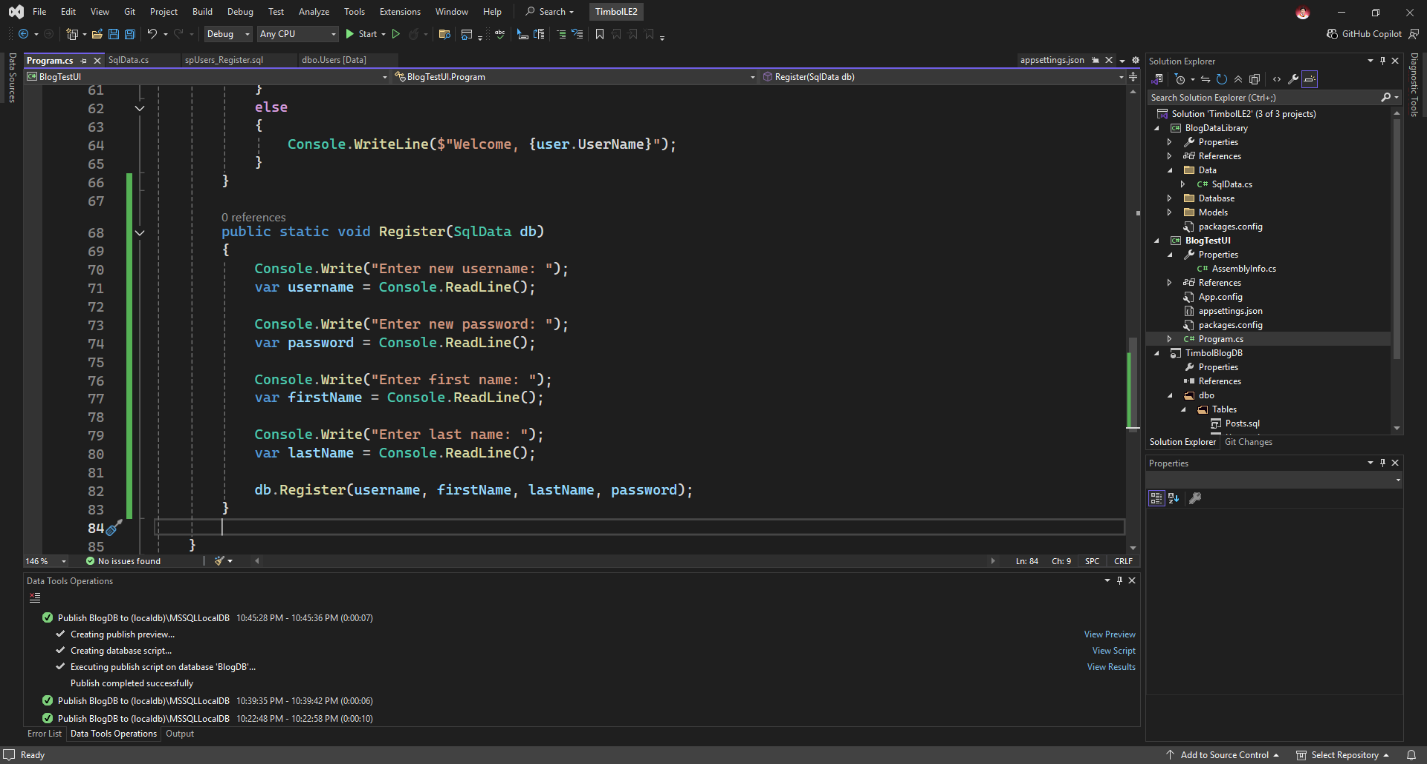 File Edit View Git Project Build Debug Test Analyze Tools Extensions Window Help Search TimbolLE2
Debug Any CPU Start GitHub Copilot
Data Sources
Program.cs SqlData.cs spUsers_Register.sql dbo.Users [Data] appsettings.json
BlogTestUI BlogTestUI.Program Register(SqlData db)
61 }
62 else
63 {
64 Console.WriteLine($"Welcome, {user.UserName}");
65 }
66 }
67
0 references
68 public static void Register(SqlData db)
69 {
70 Console.Write("Enter new username: ");
71 var username = Console.ReadLine();
72
73 Console.Write("Enter new password: ");
74 var password = Console.ReadLine();
75
76 Console.Write("Enter first name: ");
77 var firstName = Console.ReadLine();
78
79 Console.Write("Enter last name: ");
80 var lastName = Console.ReadLine();
81
82 db.Register(username, firstName, lastName, password);
83 }
84
85 }
146 % No issues found Ln: 84 Ch: 9 SPC CRLF
Data Tools Operations
Publish BlogDB to (localdb)\MSSQLLocalDB 10:45:28 PM - 10:45:36 PM (0:00:07)
Creating publish preview... View Preview
Creating database script... View Script
Executing publish script on database 'BlogDB'... View Results
Publish completed successfully
Publish BlogDB to (localdb)\MSSQLLocalDB 10:39:35 PM - 10:39:42 PM (0:00:06)
Publish BlogDB to (localdb)\MSSQLLocalDB 10:22:48 PM - 10:22:58 PM (0:00:10)
Error List Data Tools Operations Output
Solution Explorer
Search Solution Explorer (Ctrl+;)
Solution 'TimbolLE2' (3 of 3 projects)
BlogDataLibrary
Properties
References
Data
C# SqlData.cs
Database
Models
packages.config
BlogTestUI
Properties
C# AssemblyInfo.cs
References
App.config
appsettings.json
packages.config
C# Program.cs
TimbolBlogDB
Properties
References
dbo
Tables
Posts.sql
Solution Explorer Git Changes
Properties
Diagnostic Tools
Ready Add to Source Control Select Repository